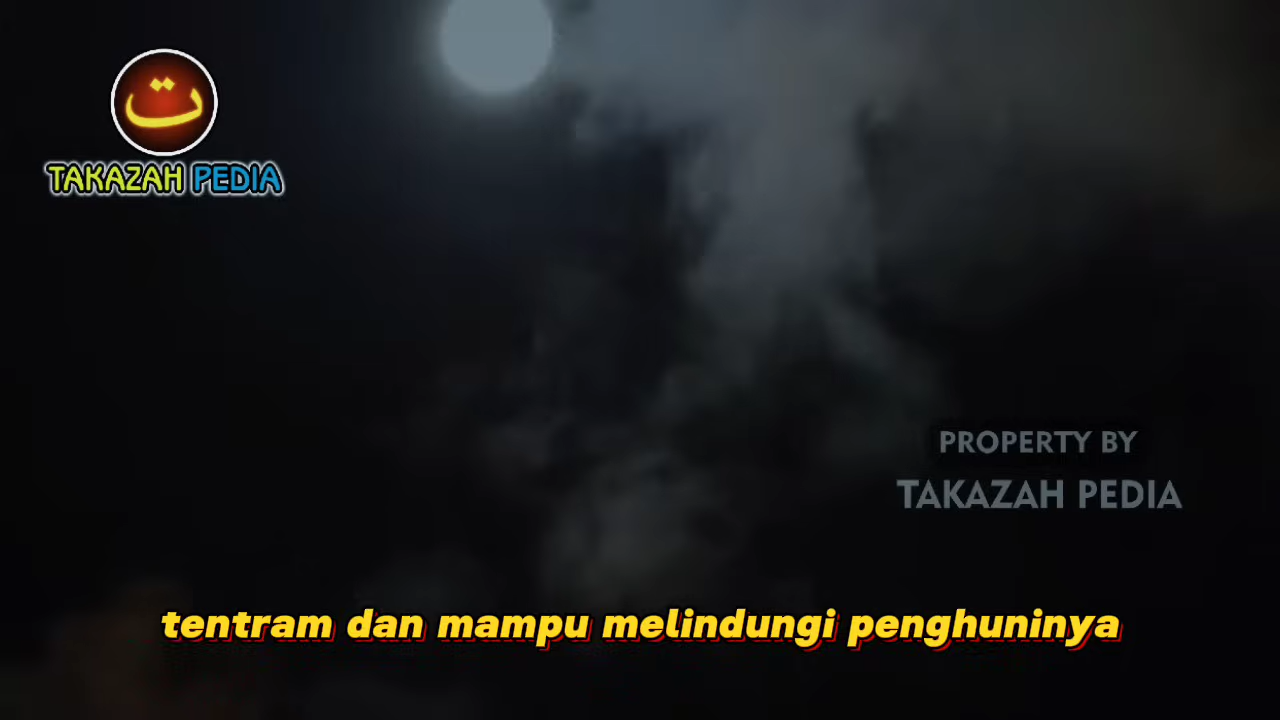 ت
TAKAZAH PEDIA
PROPERTY BY
TAKAZAH PEDIA
tentram dan mampu melindungi penghuninya